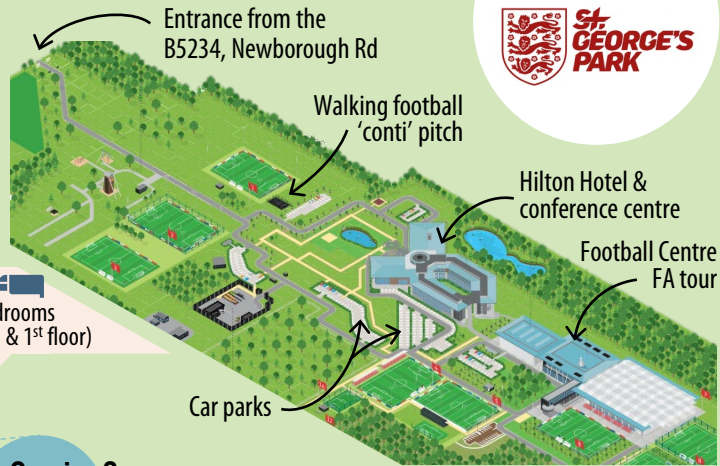 Entrance from the
B5234, Newborough Rd
ST.
GEORGE'S
PARK
Walking football
'conti' pitch
Hilton Hotel &
conference centre
Football Centre
FA tour
drooms
& 1st floor)
Car parks